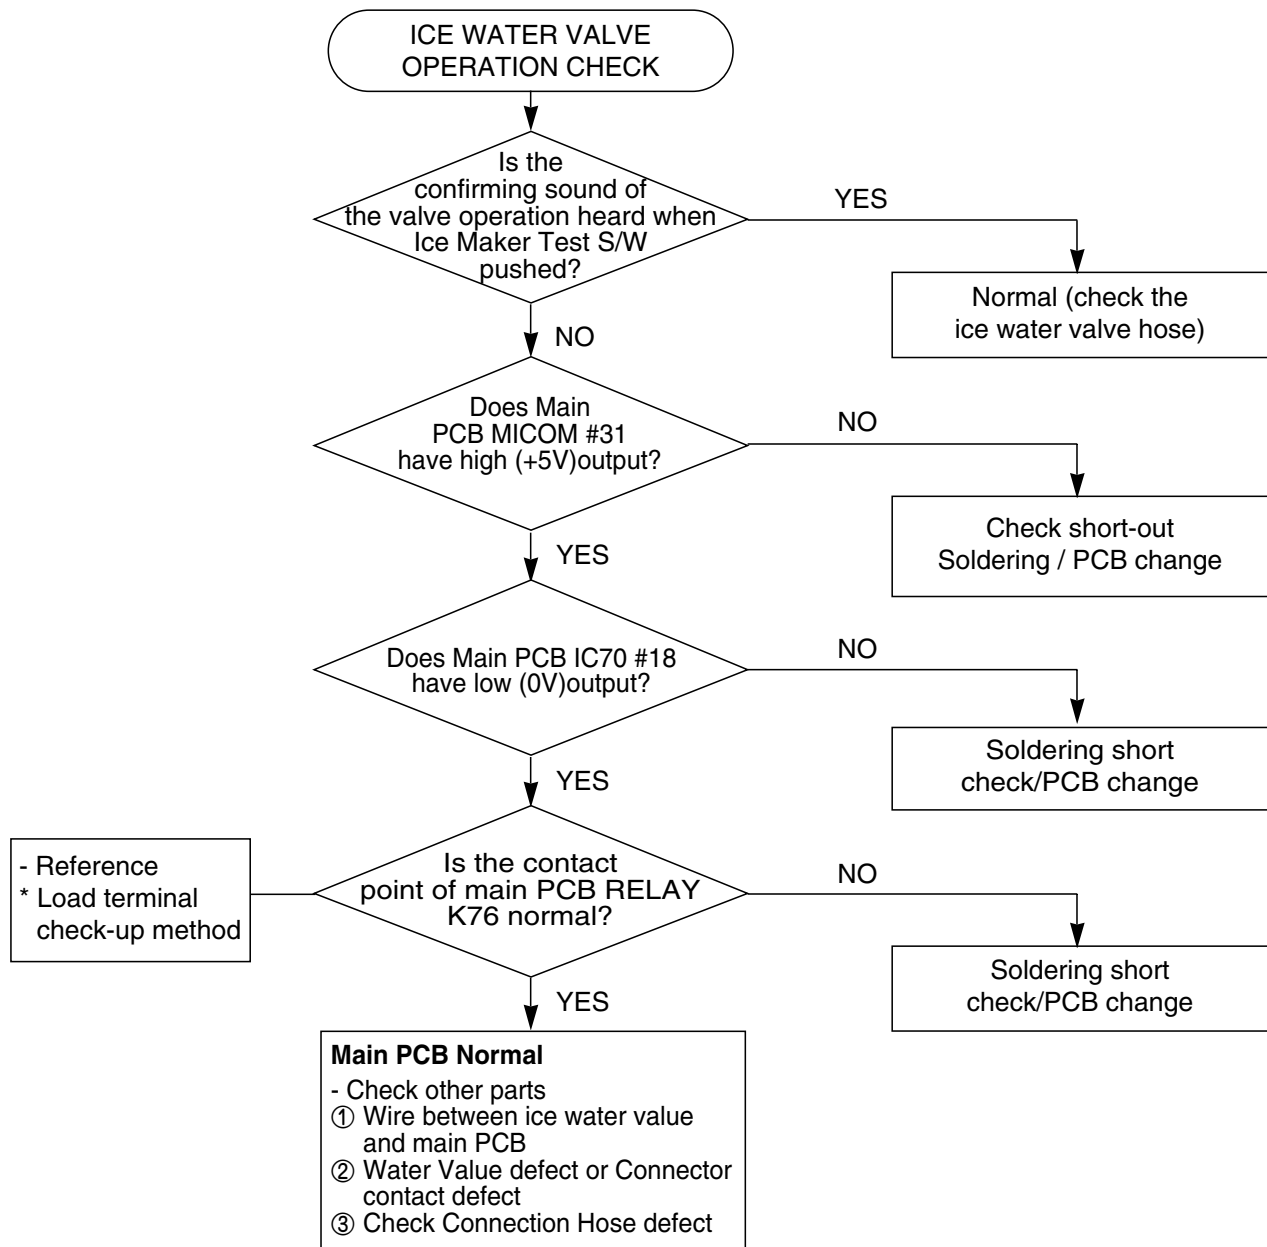 ICE WATER VALVE
OPERATION CHECK
Is the
confirming sound of
the valve operation heard when
Ice Maker Test S/W
pushed?
YES
Normal (check the
ice water valve hose)
NO
Does Main
PCB MICOM #31
have high (+5V)output?
NO
Check short-out
Soldering / PCB change
YES
Does Main PCB IC70 #18
have low (0V)output?
NO
Soldering short
check/PCB change
YES
- Reference
* Load terminal
check-up method
Is the contact
point of main PCB RELAY
K76 normal?
NO
Soldering short
check/PCB change
YES
Main PCB Normal
- Check other parts
① Wire between ice water value
and main PCB
② Water Value defect or Connector
contact defect
③ Check Connection Hose defect